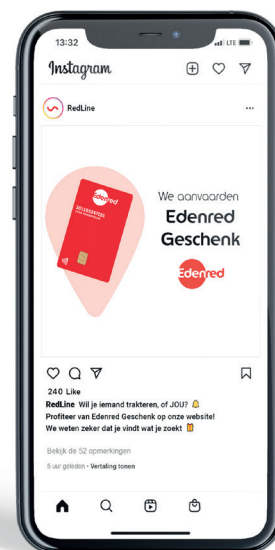 13:32
LTE
Instagram
RedLine
Edenred
We aanvaarden
Edenred
Geschenk
Edenred
240 Like
RedLine Wil je iemand trakteren, of JOU? 🔔
Profiteer van Edenred Geschenk op onze website!
We weten zeker dat je vindt wat je zoekt 🎁
Bekijk de 52 opmerkingen
5 uur geleden • Vertaling tonen